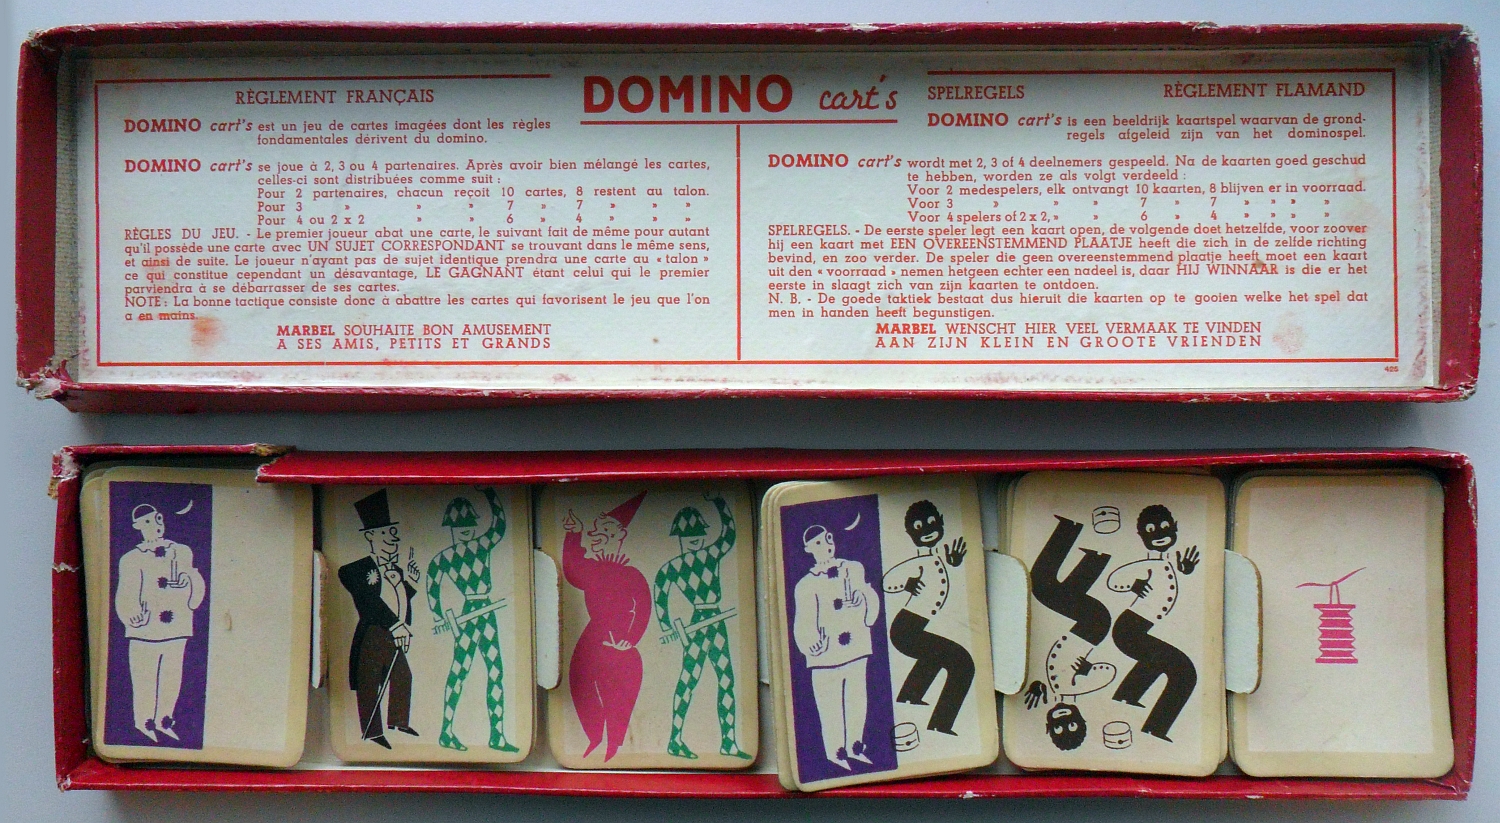 DOMINO cart's
RÈGLEMENT FRANÇAIS
DOMINO cart's est un jeu de cartes imagées dont les règles
fondamentales dérivent du domino.
DOMINO cart's se joue à 2, 3 ou 4 partenaires. Après avoir bien mélangé les cartes,
celles-ci sont distribuées comme suit :
Pour 2 partenaires, chacun reçoit 10 cartes, 8 restent au talon.
Pour 3 » » » 7 » 7 » » »
Pour 4 ou 2 x 2 » » 6 » 4 » » »
RÈGLES DU JEU. - Le premier joueur abat une carte, le suivant fait de même pour autant
qu'il possède une carte avec UN SUJET CORRESPONDANT se trouvant dans le même sens,
et ainsi de suite. Le joueur n'ayant pas de sujet identique prendra une carte au « talon »
ce qui constitue cependant un désavantage, LE GAGNANT étant celui qui le premier
parviendra à se débarrasser de ses cartes.
NOTE : La bonne tactique consiste donc à abattre les cartes qui favorisent le jeu que l'on
a en mains.
MARBEL SOUHAITE BON AMUSEMENT
A SES AMIS, PETITS ET GRANDS
SPELREGELS RÈGLEMENT FLAMAND
DOMINO cart's is een beeldrijk kaartspel waarvan de grond-
regels afgeleid zijn van het dominospel.
DOMINO cart's wordt met 2, 3 of 4 deelnemers gespeeld. Na de kaarten goed geschud
te hebben, worden ze als volgt verdeeld :
Voor 2 medespelers, elk ontvangt 10 kaarten, 8 blijven er in voorraad.
Voor 3 » » » 7 » 7 » » » »
Voor 4 spelers of 2 x 2, » » 6 » 4 » » » »
SPELREGELS. - De eerste speler legt een kaart open, de volgende doet hetzelfde, voor zoover
hij een kaart met EEN OVEREENSTEMMEND PLAATJE heeft die zich in de zelfde richting
bevind, en zoo verder. De speler die geen overeenstemmend plaatje heeft moet een kaart
uit den « voorraad » nemen hetgeen echter een nadeel is, daar HIJ WINNAAR is die er het
eerste in slaagt zich van zijn kaarten te ontdoen.
N. B. - De goede taktiek bestaat dus hieruit die kaarten op te gooien welke het spel dat
men in handen heeft begunstigen.
MARBEL WENSCHT HIER VEEL VERMAAK TE VINDEN
AAN ZIJN KLEIN EN GROOTE VRIENDEN